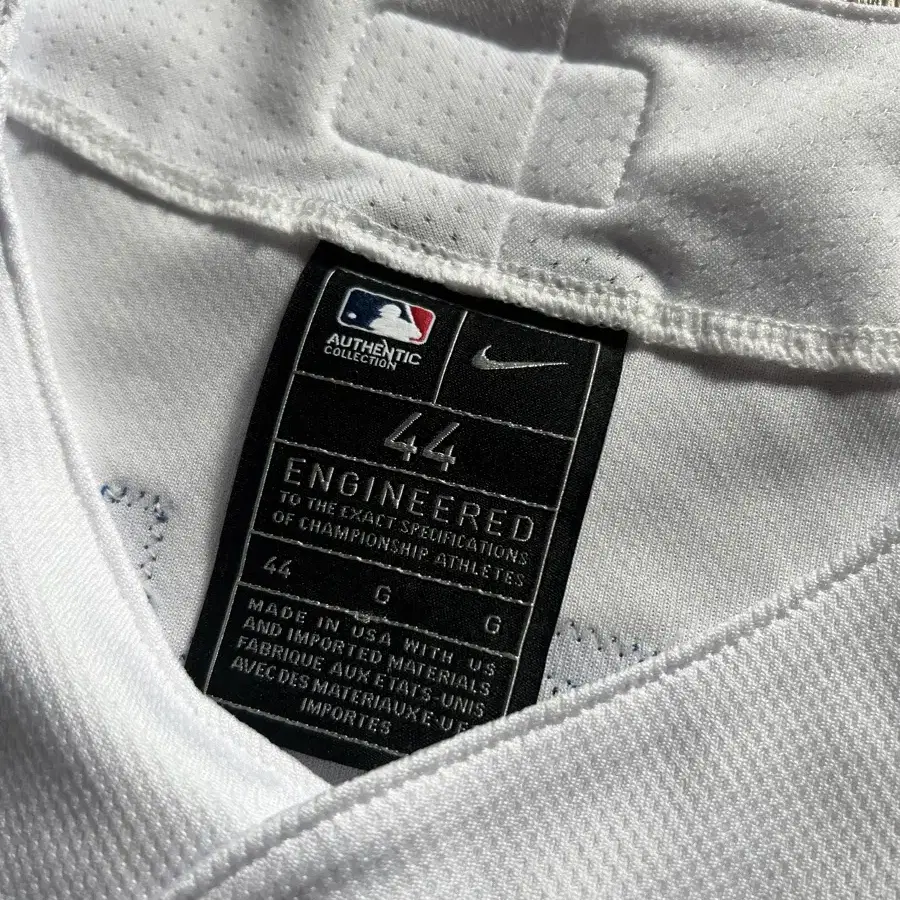 AUTHENTIC
COLLECTION
44
ENGINEERED
TO THE EXACT SPECIFICATIONS
OF CHAMPIONSHIP ATHLETES
44 G G
MADE IN USA WITH US
AND IMPORTED MATERIALS
FABRIQUE AUX ETATS-UNIS
AVEC DES MATERIAUX E-U ET
IMPORTES